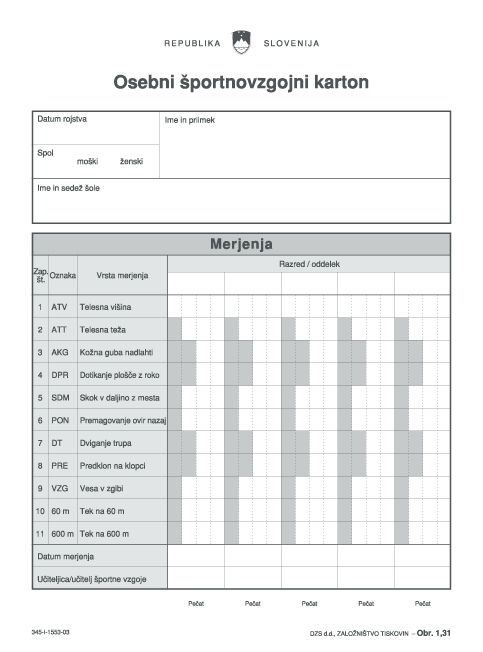 REPUBLIKA SLOVENIJA
Osebni športnovzgojni karton
Datum rojstva
Ime in priimek
Spol
moški ženski
Ime in sedež šole
Merjenja
Zap. št. Oznaka Vrsta merjenja Razred / oddelek
1 ATV Telesna višina
2 ATT Telesna teža
3 AKG Kožna guba nadlahti
4 DPR Dotikanje plošče z roko
5 SDM Skok v daljino z mesta
6 PON Premagovanje ovir nazaj
7 DT Dviganje trupa
8 PRE Predklon na klopci
9 VZG Vesa v zgibi
10 60 m Tek na 60 m
11 600 m Tek na 600 m
Datum merjenja
Učiteljica/učitelj športne vzgoje
Pečat Pečat Pečat Pečat Pečat
345-I-1553-03
DZS d.d., ZALOŽNIŠTVO TISKOVIN – Obr. 1,31